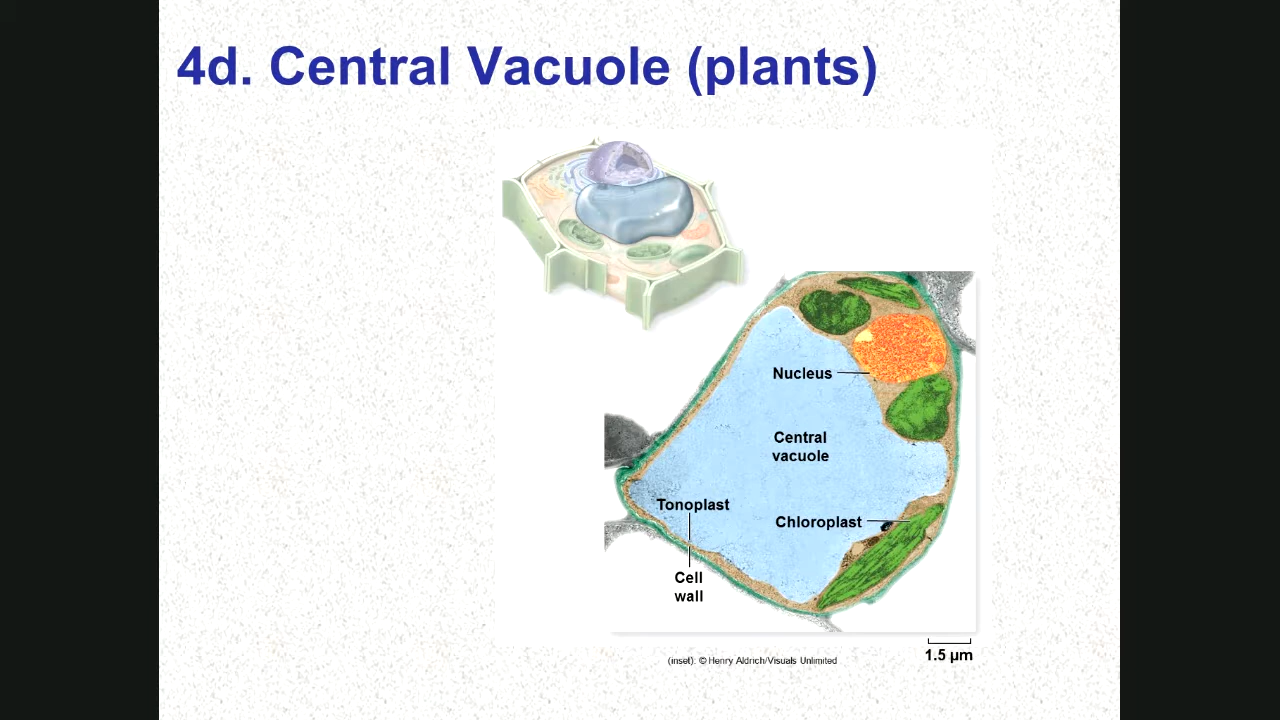 4d. Central Vacuole (plants)
Nucleus
Central
vacuole
Tonoplast
Chloroplast
Cell
wall
1.5 µm
(inset): © Henry Aldrich/Visuals Unlimited